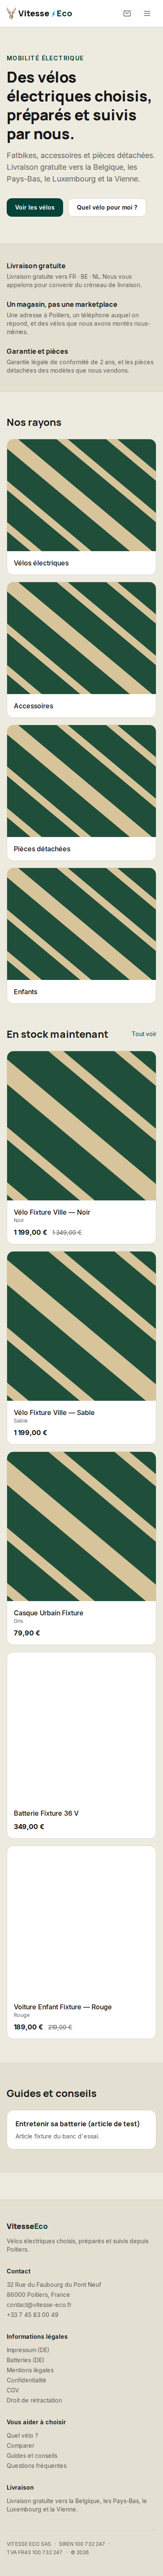 Vitesse Eco
MOBILITÉ ÉLECTRIQUE
Des vélos
électriques choisis,
préparés et suivis
par nous.
Fatbikes, accessoires et pièces détachées.
Livraison gratuite vers la Belgique, les
Pays-Bas, le Luxembourg et la Vienne.
Voir les vélos
Quel vélo pour moi ?
Livraison gratuite
Livraison gratuite vers FR · BE · NL. Nous vous
appelons pour convenir du créneau de livraison.
Un magasin, pas une marketplace
Une adresse à Poitiers, un téléphone auquel on
répond, et des vélos que nous avons montés nous-
mêmes.
Garantie et pièces
Garantie légale de conformité de 2 ans, et les pièces
détachées des modèles que nous vendons.
Nos rayons
Vélos électriques
Accessoires
Pièces détachées
Enfants
En stock maintenant
Tout voir
Vélo Fixture Ville — Noir
Noir
1 199,00 € 1 349,00 €
Vélo Fixture Ville — Sable
Sable
1 199,00 €
Casque Urbain Fixture
Gris
79,90 €
Batterie Fixture 36 V
349,00 €
Voiture Enfant Fixture — Rouge
Rouge
189,00 € 219,00 €
Guides et conseils
Entretenir sa batterie (article de test)
Article fixture du banc d'essai.
VitesseEco
Vélos électriques choisis, préparés et suivis depuis
Poitiers.
Contact
32 Rue du Faubourg du Pont Neuf
86000 Poitiers, France
contact@vitesse-eco.fr
+33 7 45 83 00 49
Informations légales
Impressum (DE)
Batteries (DE)
Mentions légales
Confidentialité
CGV
Droit de rétractation
Vous aider à choisir
Quel vélo ?
Comparer
Guides et conseils
Questions fréquentes
Livraison
Livraison gratuite vers la Belgique, les Pays-Bas, le
Luxembourg et la Vienne.
VITESSE ECO SAS · SIREN 100 732 247 ·
TVA FR43 100 732 247 · © 2026